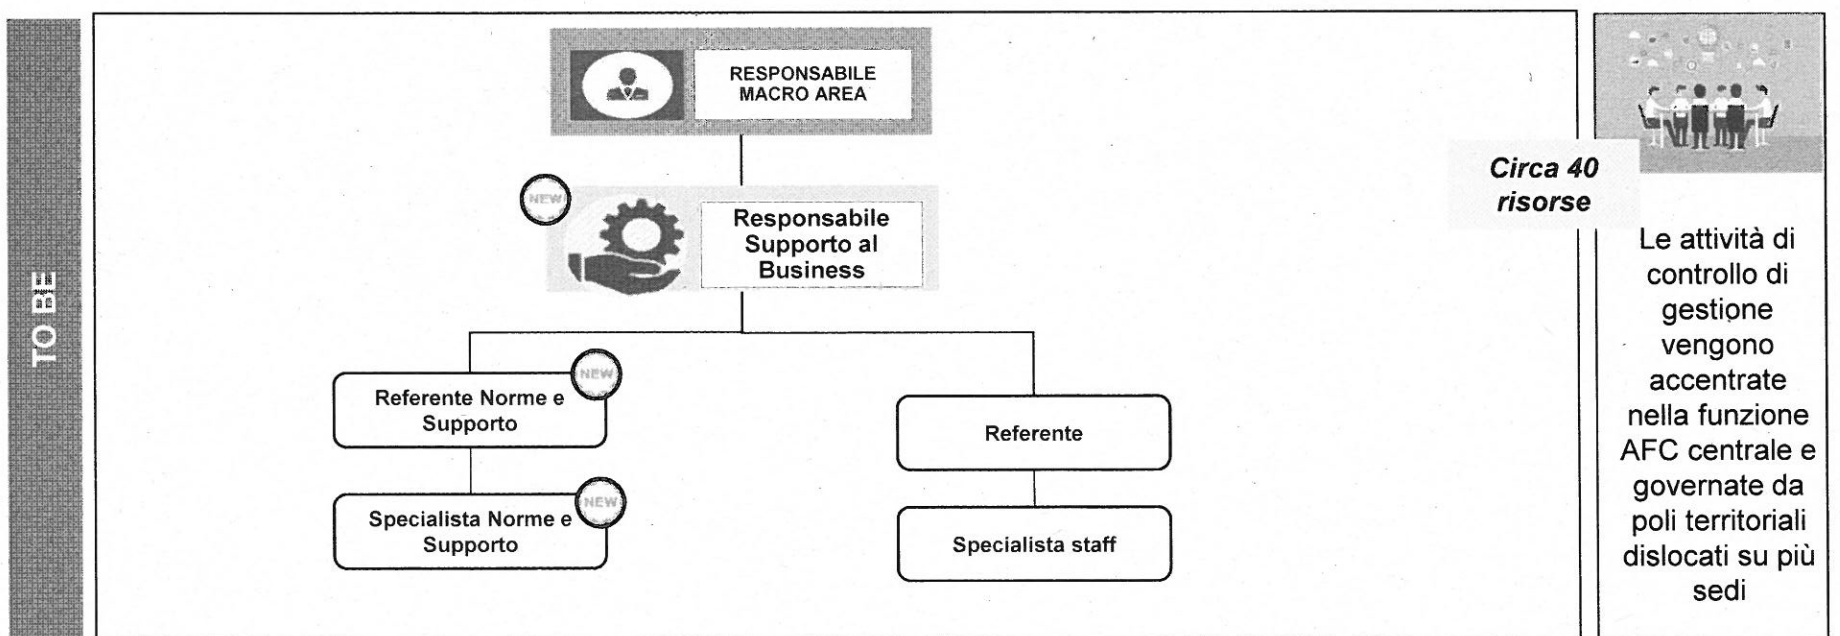 TO BE
RESPONSABILE
MACRO AREA
NEW
Responsabile
Supporto al
Business
NEW
Referente Norme e
Supporto
NEW
Specialista Norme e
Supporto
Referente
Specialista staff
Circa 40
risorse
Le attività di
controllo di
gestione
vengono
accentrate
nella funzione
AFC centrale e
governate da
poli territoriali
dislocati su più
sedi